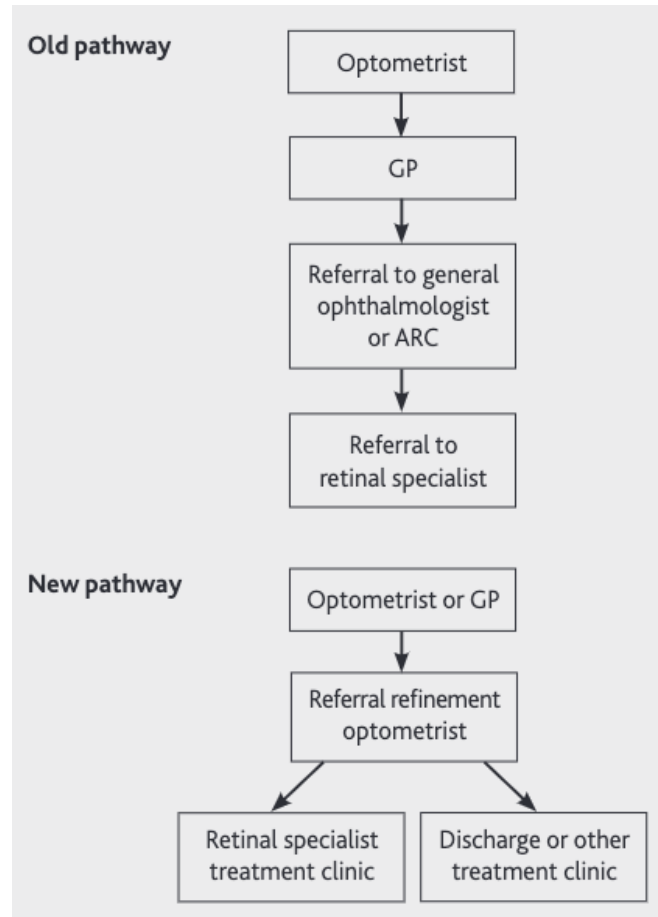 Old pathway
Optometrist
GP
Referral to general
ophthalmologist
or ARC
Referral to
retinal specialist
New pathway
Optometrist or GP
Referral refinement
optometrist
Retinal specialist
treatment clinic
Discharge or other
treatment clinic